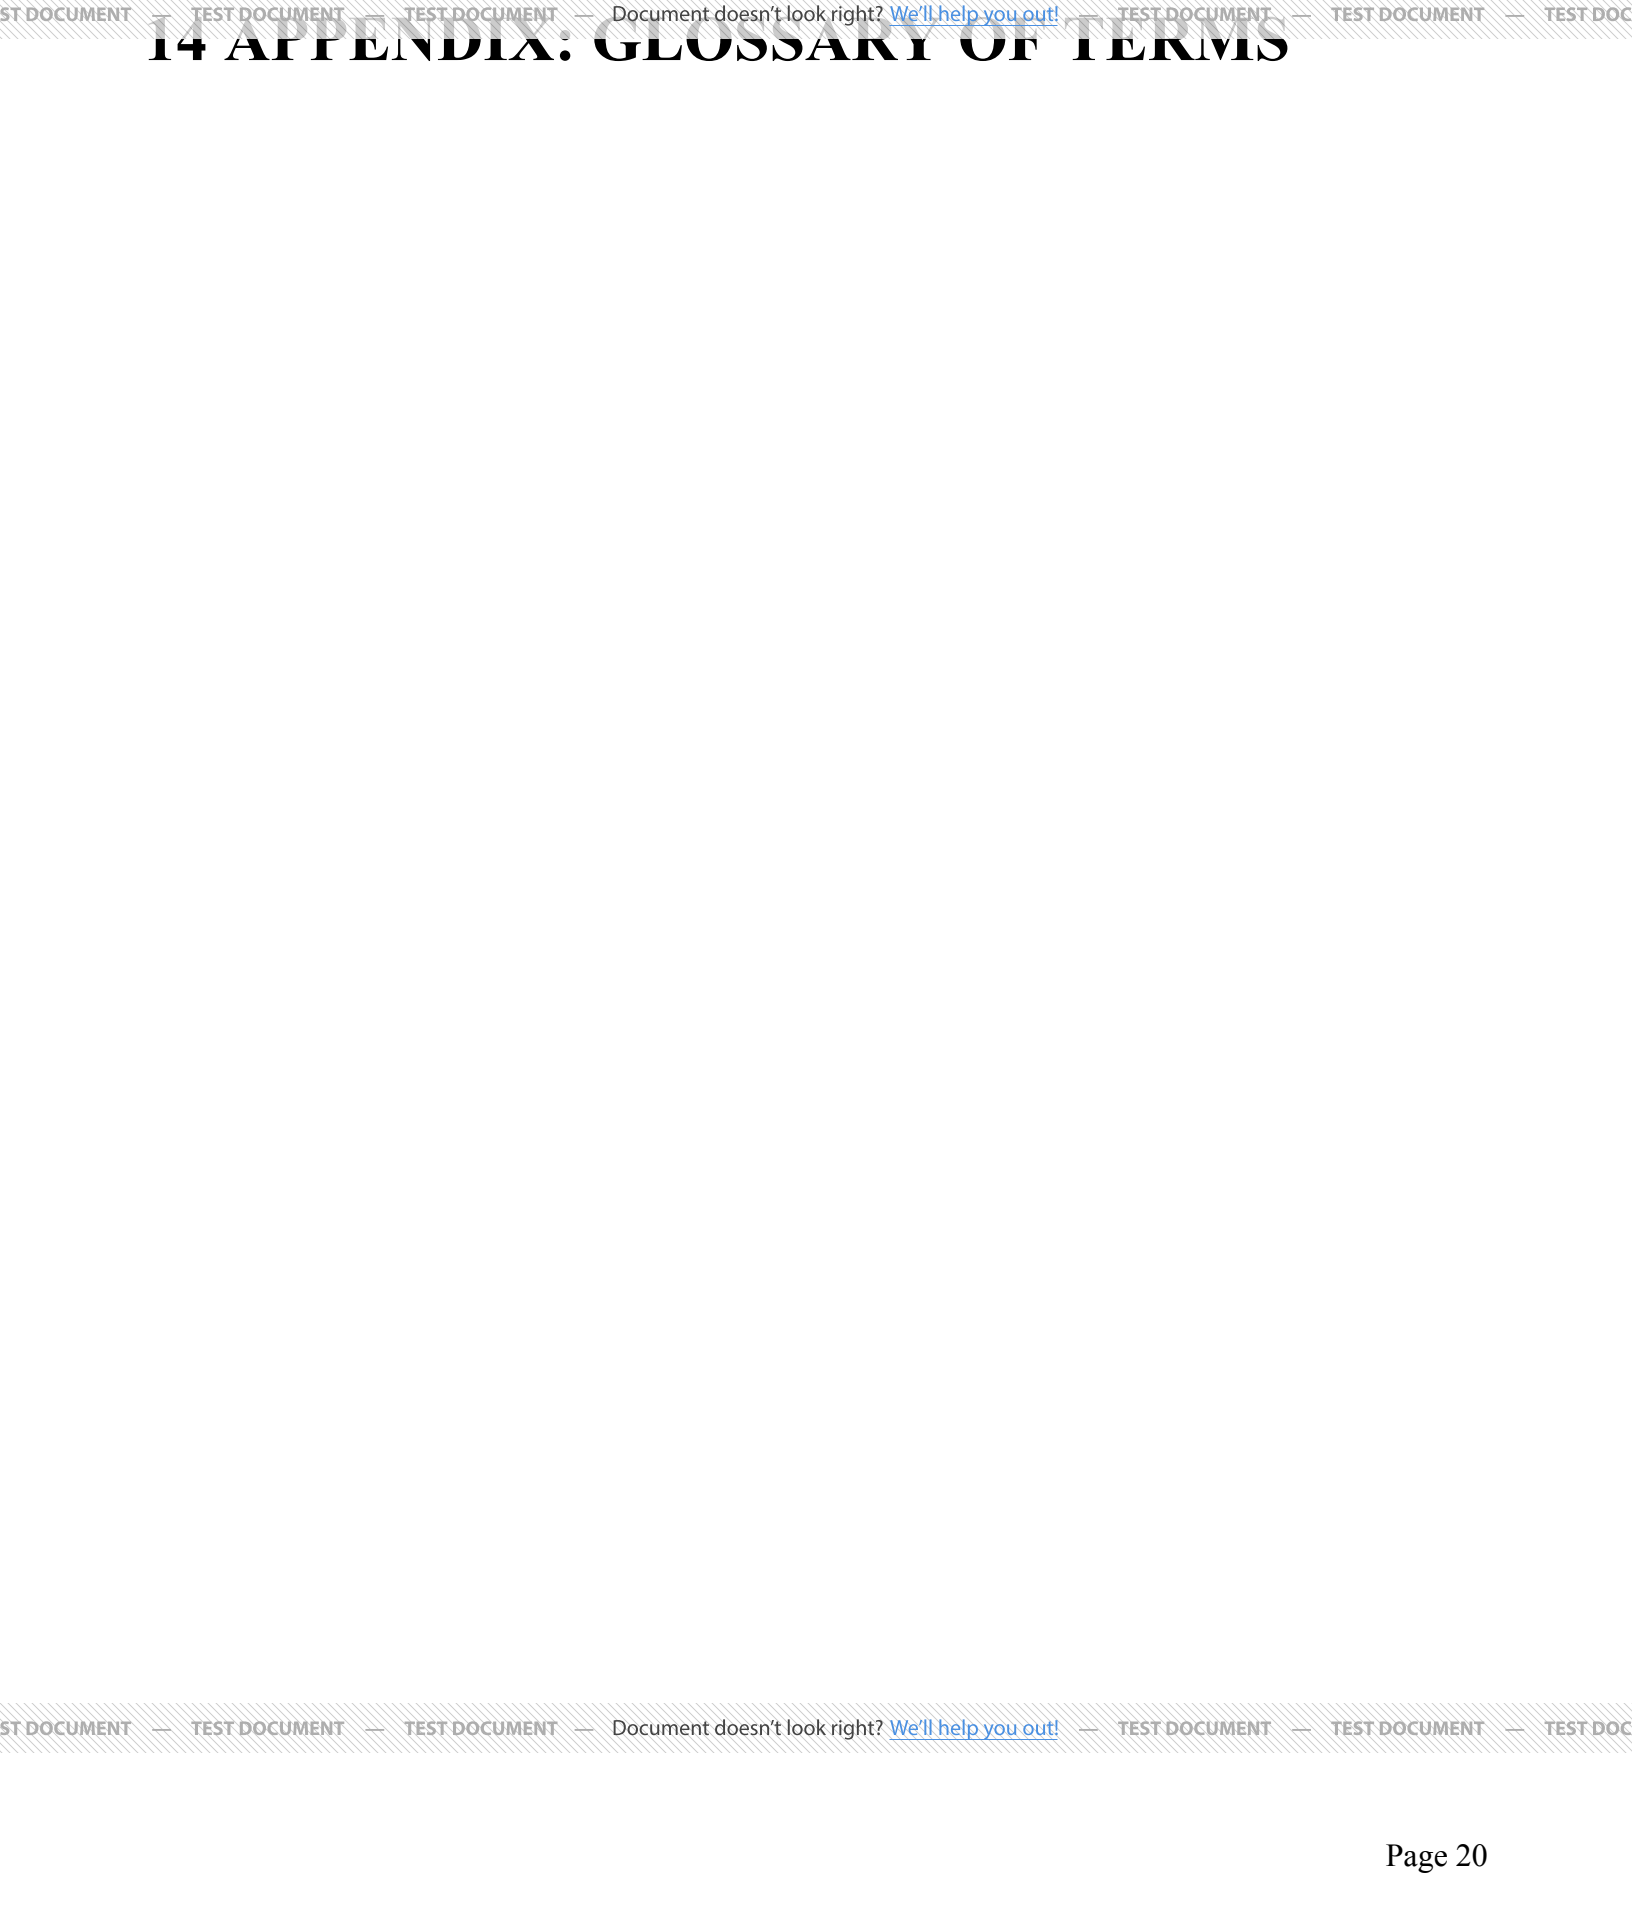 ST DOCUMENT — TEST DOCUMENT — TEST DOCUMENT — Document doesn’t look right? We’ll help you out! — TEST DOCUMENT — TEST DOCUMENT — TEST DOC
14 APPENDIX: GLOSSARY OF TERMS
ST DOCUMENT — TEST DOCUMENT — TEST DOCUMENT — Document doesn’t look right? We’ll help you out! — TEST DOCUMENT — TEST DOCUMENT — TEST DOC
Page 20